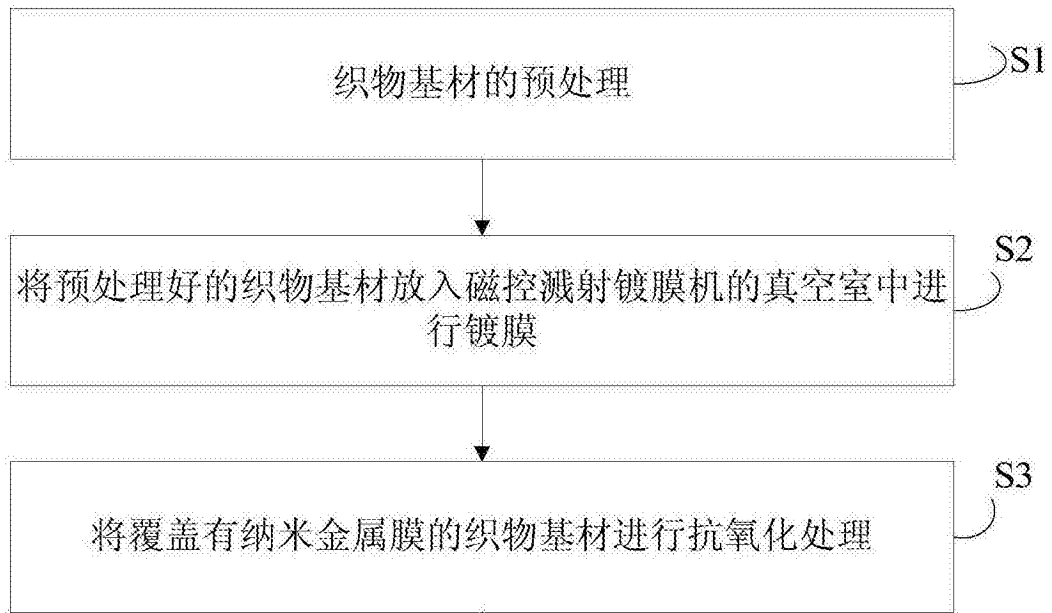 织物基材的预处理
S1
将预处理好的织物基材放入磁控溅射镀膜机的真空室中进
行镀膜
S2
将覆盖有纳米金属膜的织物基材进行抗氧化处理
S3